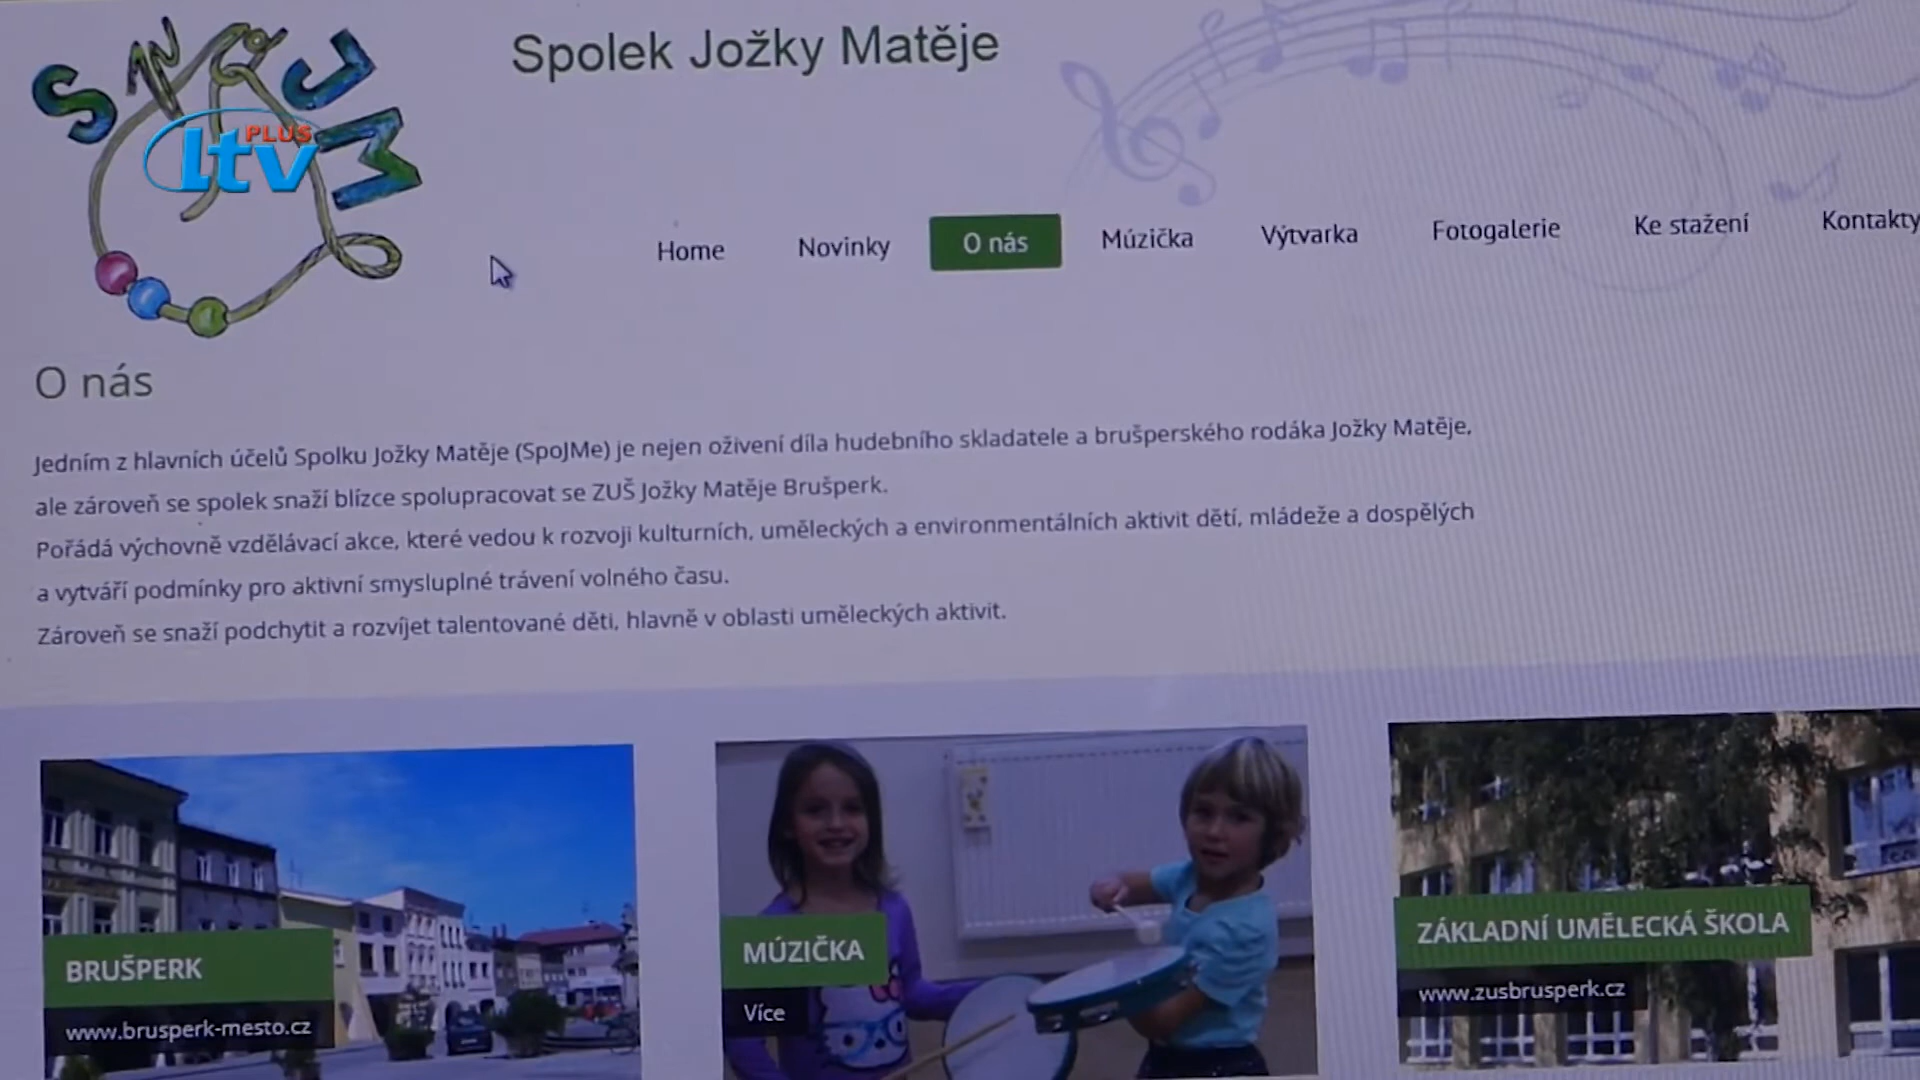 SPOJM
ltv PLUS
Spolek Jožky Matěje
Home Novinky O nás Múzička Výtvarka Fotogalerie Ke stažení Kontakty
O nás
Jedním z hlavních účelů Spolku Jožky Matěje (SpoJMe) je nejen oživení díla hudebního skladatele a brušperského rodáka Jožky Matěje,
ale zároveň se spolek snaží blízce spolupracovat se ZUŠ Jožky Matěje Brušperk.
Pořádá výchovně vzdělávací akce, které vedou k rozvoji kulturních, uměleckých a environmentálních aktivit dětí, mládeže a dospělých
a vytváří podmínky pro aktivní smysluplné trávení volného času.
Zároveň se snaží podchytit a rozvíjet talentované děti, hlavně v oblasti uměleckých aktivit.
BRUŠPERK
www.brusperk-mesto.cz
MÚZIČKA
Více
ZÁKLADNÍ UMĚLECKÁ ŠKOLA
www.zusbrusperk.cz